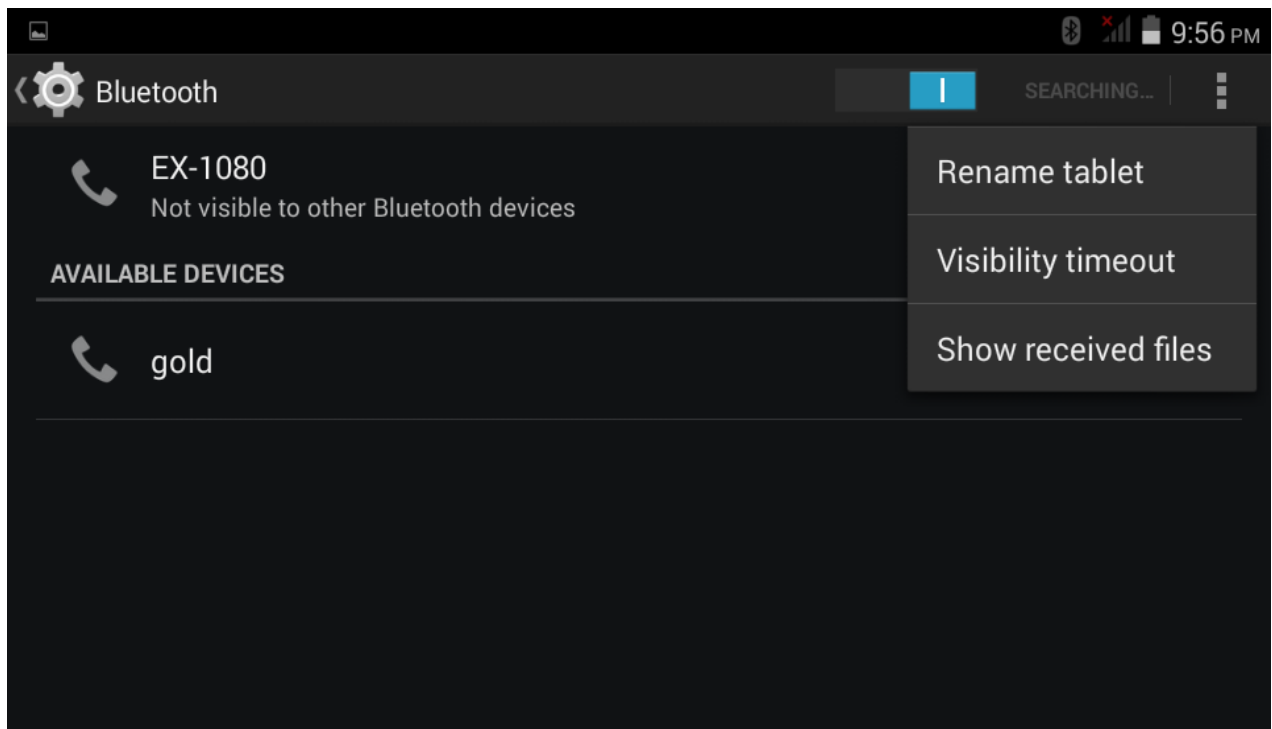 9:56 PM
Bluetooth
SEARCHING...
EX-1080
Not visible to other Bluetooth devices
AVAILABLE DEVICES
gold
Rename tablet
Visibility timeout
Show received files